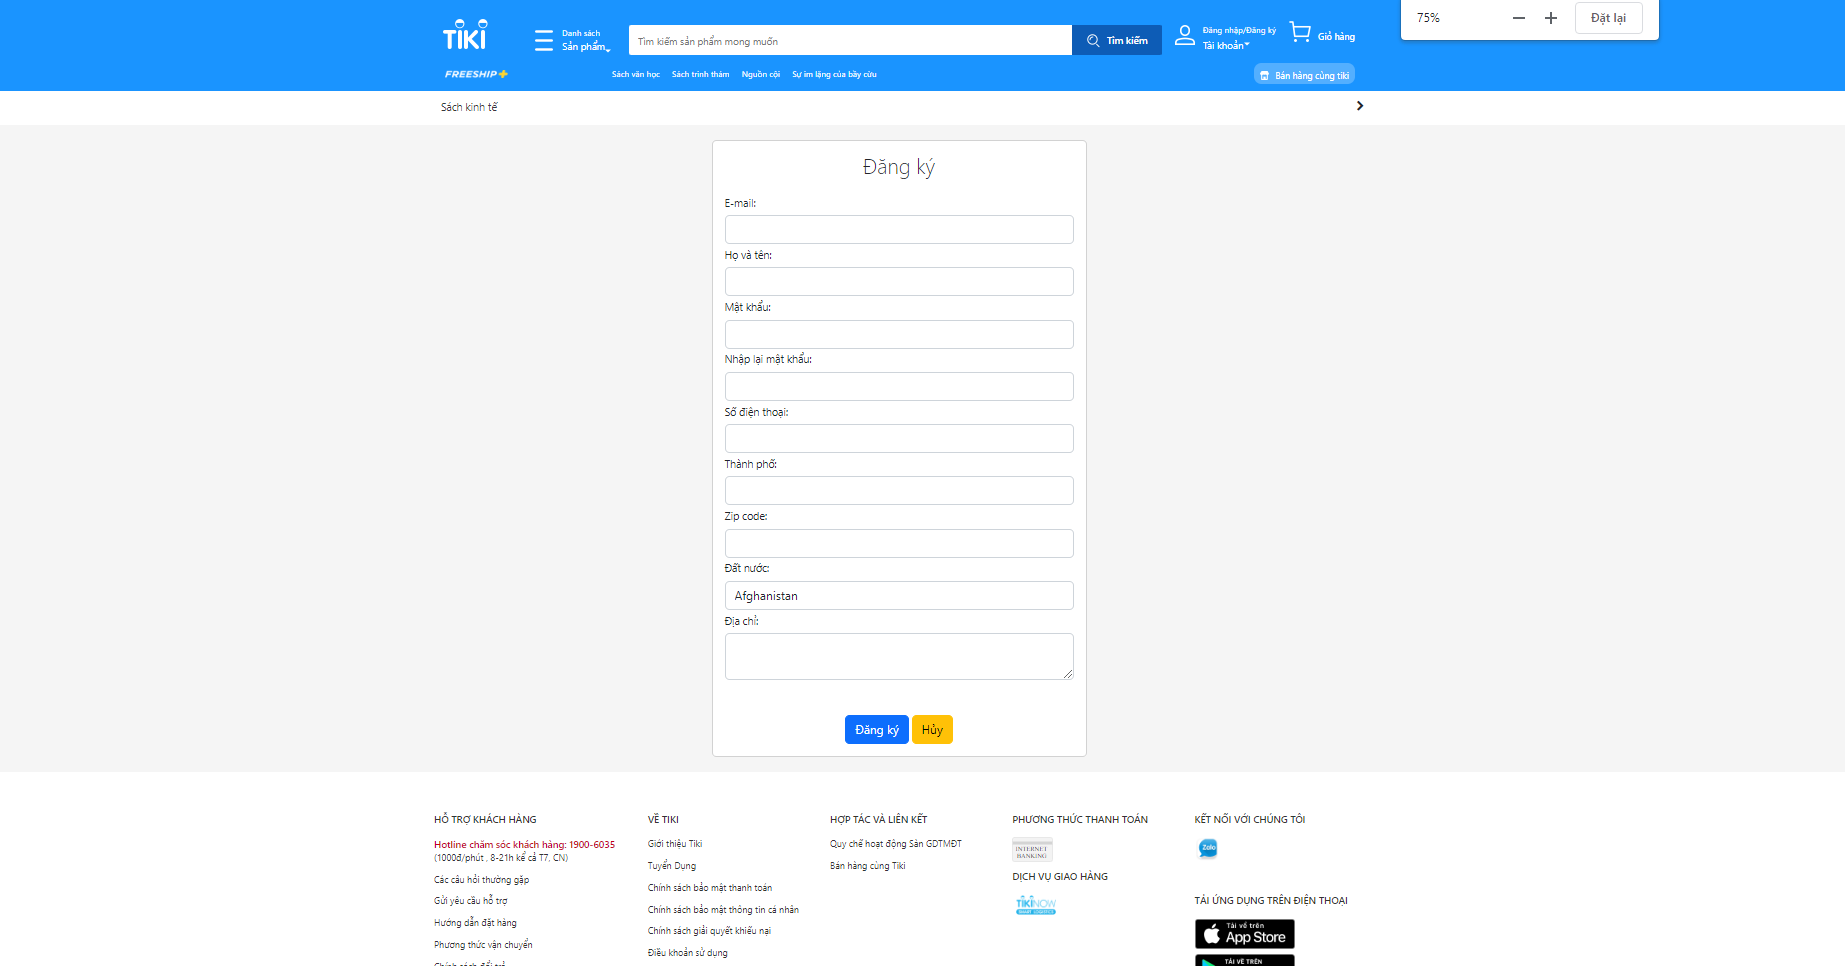 TIKI
Danh sách
Sản phẩm
Tìm kiếm sản phẩm mong muốn
Tìm kiếm
Đăng nhập/Đăng ký
Tài khoản
Giỏ hàng
75%
Đặt lại
FREESHIP+
Sách văn học
Sách trinh thám
Nguồn cội
Sự im lặng của bầy cừu
Bán hàng cùng tiki
Sách kinh tế
Đăng ký
E-mail:
Họ và tên:
Mật khẩu:
Nhập lại mật khẩu:
Số điện thoại:
Thành phố:
Zip code:
Đất nước:
Afghanistan
Địa chỉ:
Đăng ký
Hủy
HỖ TRỢ KHÁCH HÀNG
Hotline chăm sóc khách hàng: 1900-6035
(1000đ/phút , 8-21h kể cả T7, CN)
Các câu hỏi thường gặp
Gửi yêu cầu hỗ trợ
Hướng dẫn đặt hàng
Phương thức vận chuyển
Chính sách đổi trả
VỀ TIKI
Giới thiệu Tiki
Tuyển Dụng
Chính sách bảo mật thanh toán
Chính sách bảo mật thông tin cá nhân
Chính sách giải quyết khiếu nại
Điều khoản sử dụng
HỢP TÁC VÀ LIÊN KẾT
Quy chế hoạt động Sàn GDTMĐT
Bán hàng cùng Tiki
PHƯƠNG THỨC THANH TOÁN
INTERNET
BANKING
DỊCH VỤ GIAO HÀNG
TIKINOW
SMART LOGISTICS
KẾT NỐI VỚI CHÚNG TÔI
Zalo
TẢI ỨNG DỤNG TRÊN ĐIỆN THOẠI
Tải về trên
App Store
TẢI VỀ TRÊN